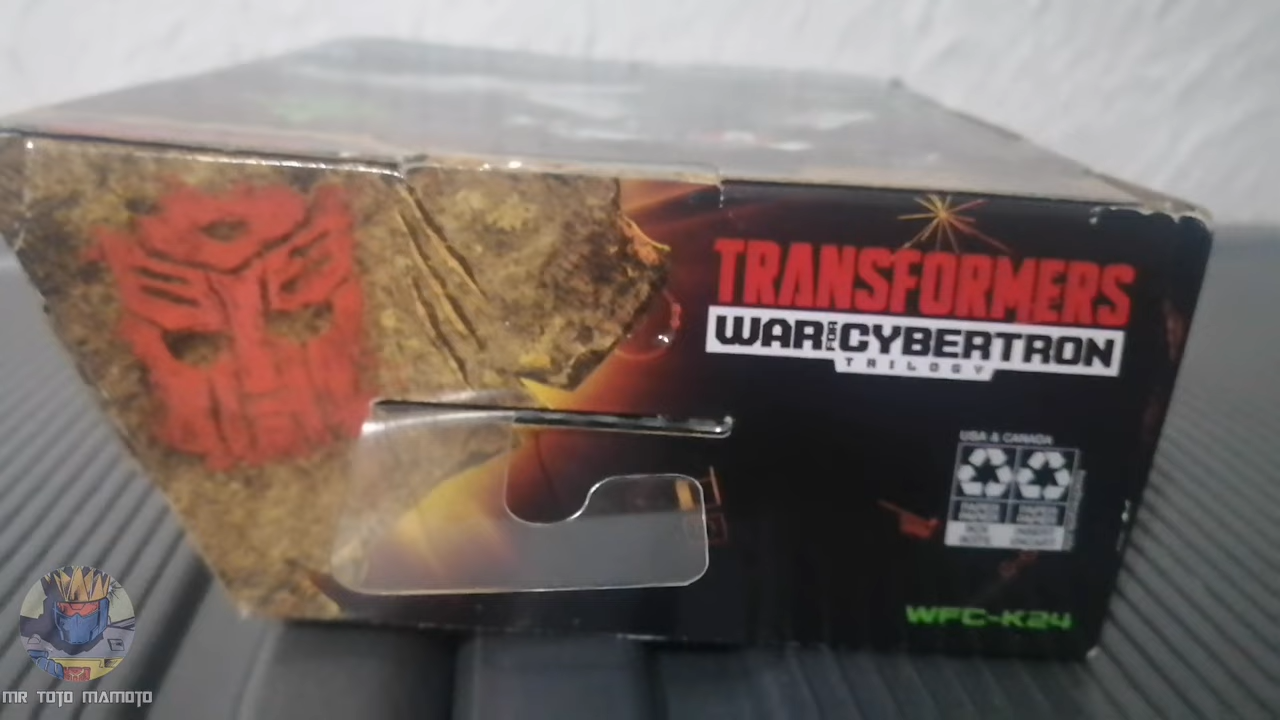 TRANSFORMERS
WAR FOR CYBERTRON
TRILOGY
USA & CANADA
WFC-K24
MR TOTO MAMOTO